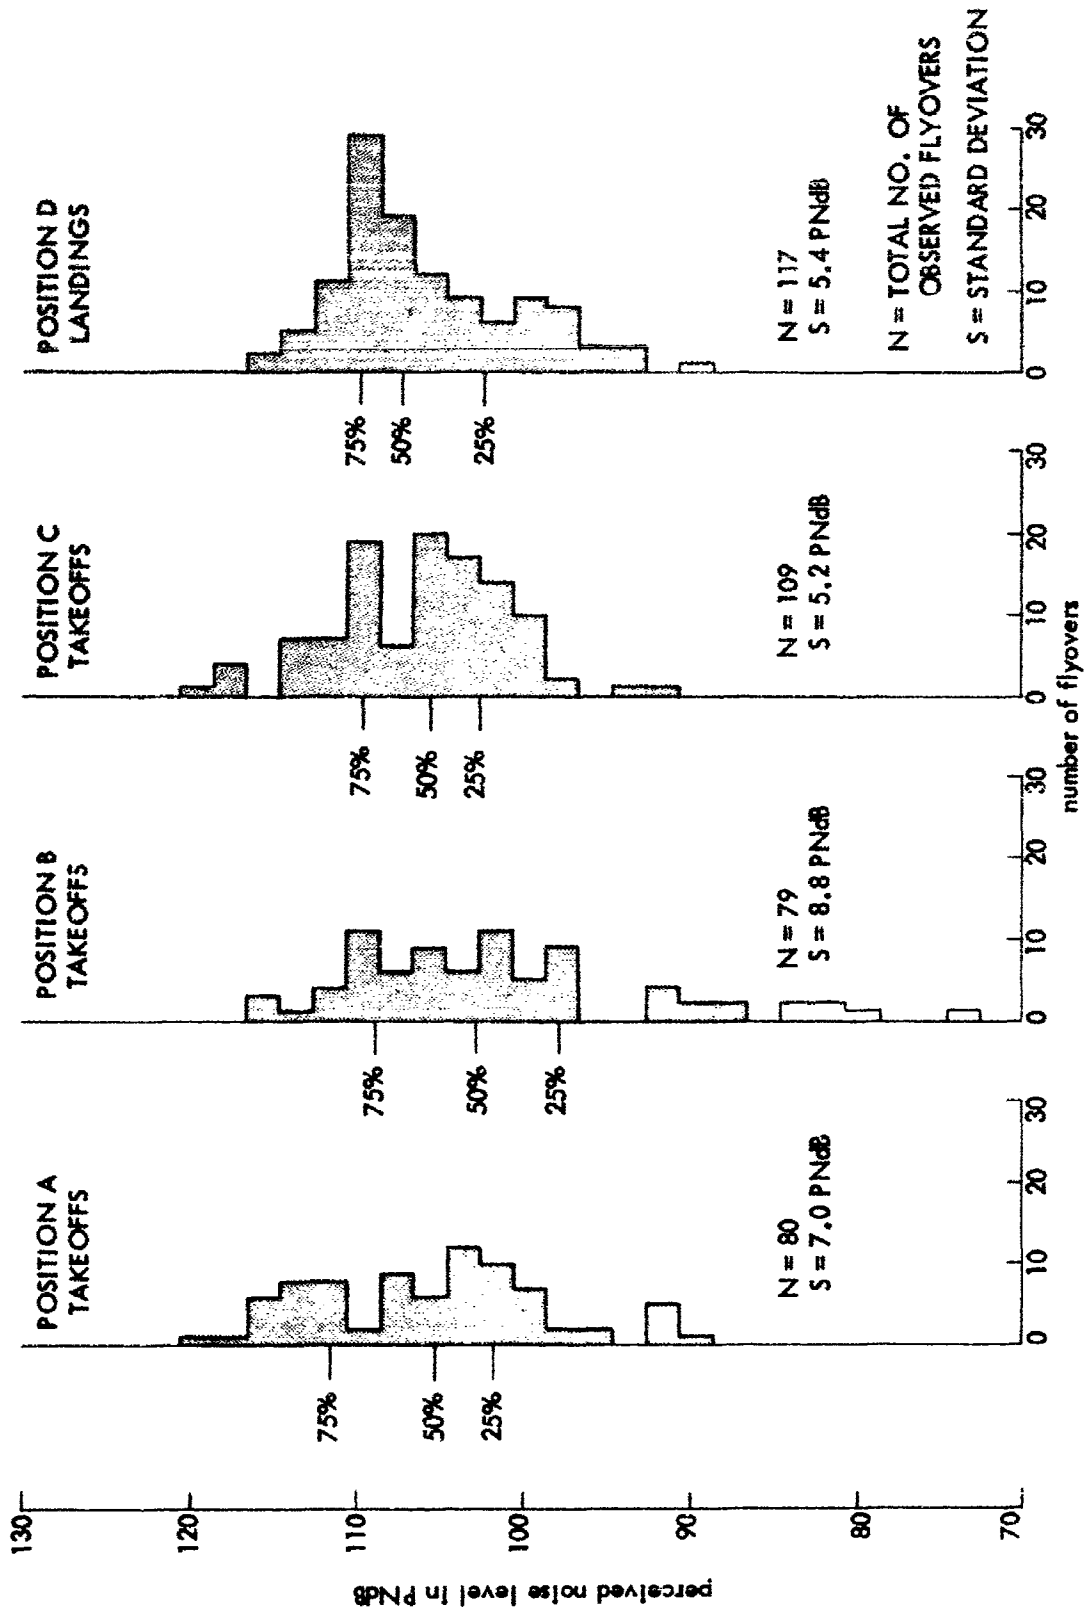 POSITION A
TAKEOFFS
POSITION B
TAKEOFFS
POSITION C
TAKEOFFS
POSITION D
LANDINGS
130
120
110
100
90
80
70
perceived noise level in PNdB
75%
50%
25%
75%
50%
25%
75%
50%
25%
75%
50%
25%
N = 80
S = 7.0 PNdB
N = 79
S = 8.8 PNdB
N = 109
S = 5.2 PNdB
N = 117
S = 5.4 PNdB
N = TOTAL NO. OF
OBSERVED FLYOVERS
S = STANDARD DEVIATION
0 10 20 30
0 10 20 30
0 10 20 30
0 10 20 30
number of flyovers